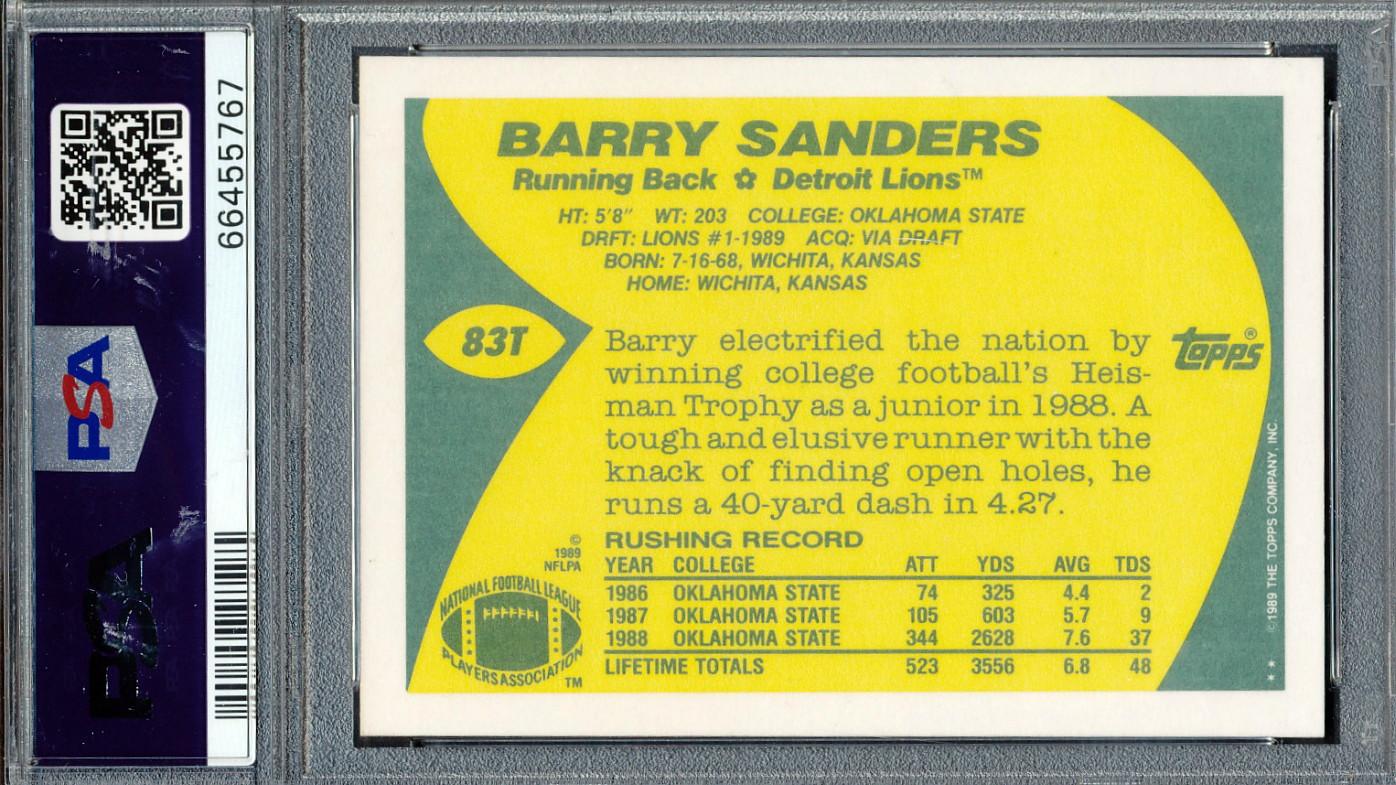 66455767
PSA
PSA
BARRY SANDERS
Running Back ✿ Detroit Lions™
HT: 5'8" WT: 203 COLLEGE: OKLAHOMA STATE
DRFT: LIONS #1-1989 ACQ: VIA DRAFT
BORN: 7-16-68, WICHITA, KANSAS
HOME: WICHITA, KANSAS
83T
Barry electrified the nation by
winning college football's Heis-
man Trophy as a junior in 1988. A
tough and elusive runner with the
knack of finding open holes, he
runs a 40-yard dash in 4.27.
topps®
© 1989 THE TOPPS COMPANY, INC.
* *
©
1989
NFLPA
NATIONAL FOOTBALL LEAGUE
PLAYERS ASSOCIATION
TM
RUSHING RECORD
YEAR COLLEGE ATT YDS AVG TDS
1986 OKLAHOMA STATE 74 325 4.4 2
1987 OKLAHOMA STATE 105 603 5.7 9
1988 OKLAHOMA STATE 344 2628 7.6 37
LIFETIME TOTALS 523 3556 6.8 48